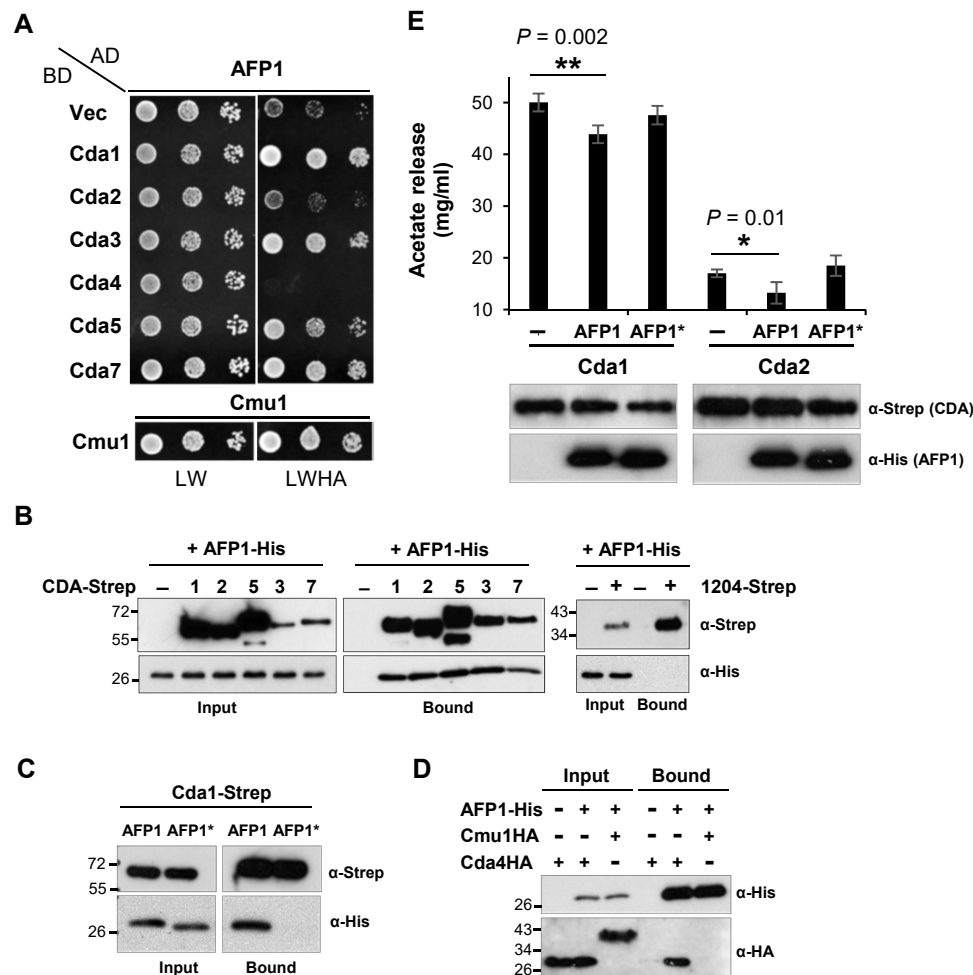 A
AD
BD
AFP1
Vec
Cda1
Cda2
Cda3
Cda4
Cda5
Cda7
Cmu1
Cmu1
LW LWHA
E
P = 0.002
**
50
40
30
20
10
Acetate release
(mg/ml)
P = 0.01
*
– AFP1 AFP1* – AFP1 AFP1*
Cda1 Cda2
α-Strep (CDA)
α-His (AFP1)
B
+ AFP1-His + AFP1-His + AFP1-His
CDA-Strep – 1 2 5 3 7 – 1 2 5 3 7 – + – + 1204-Strep
72
55
43
34
α-Strep
26
α-His
Input Bound Input Bound
C
Cda1-Strep
AFP1 AFP1* AFP1 AFP1*
72
55
α-Strep
26
α-His
Input Bound
D
Input Bound
AFP1-His - + + - + +
Cmu1HA - - + - - +
Cda4HA + + - + + -
26
α-His
43
34
26
α-HA